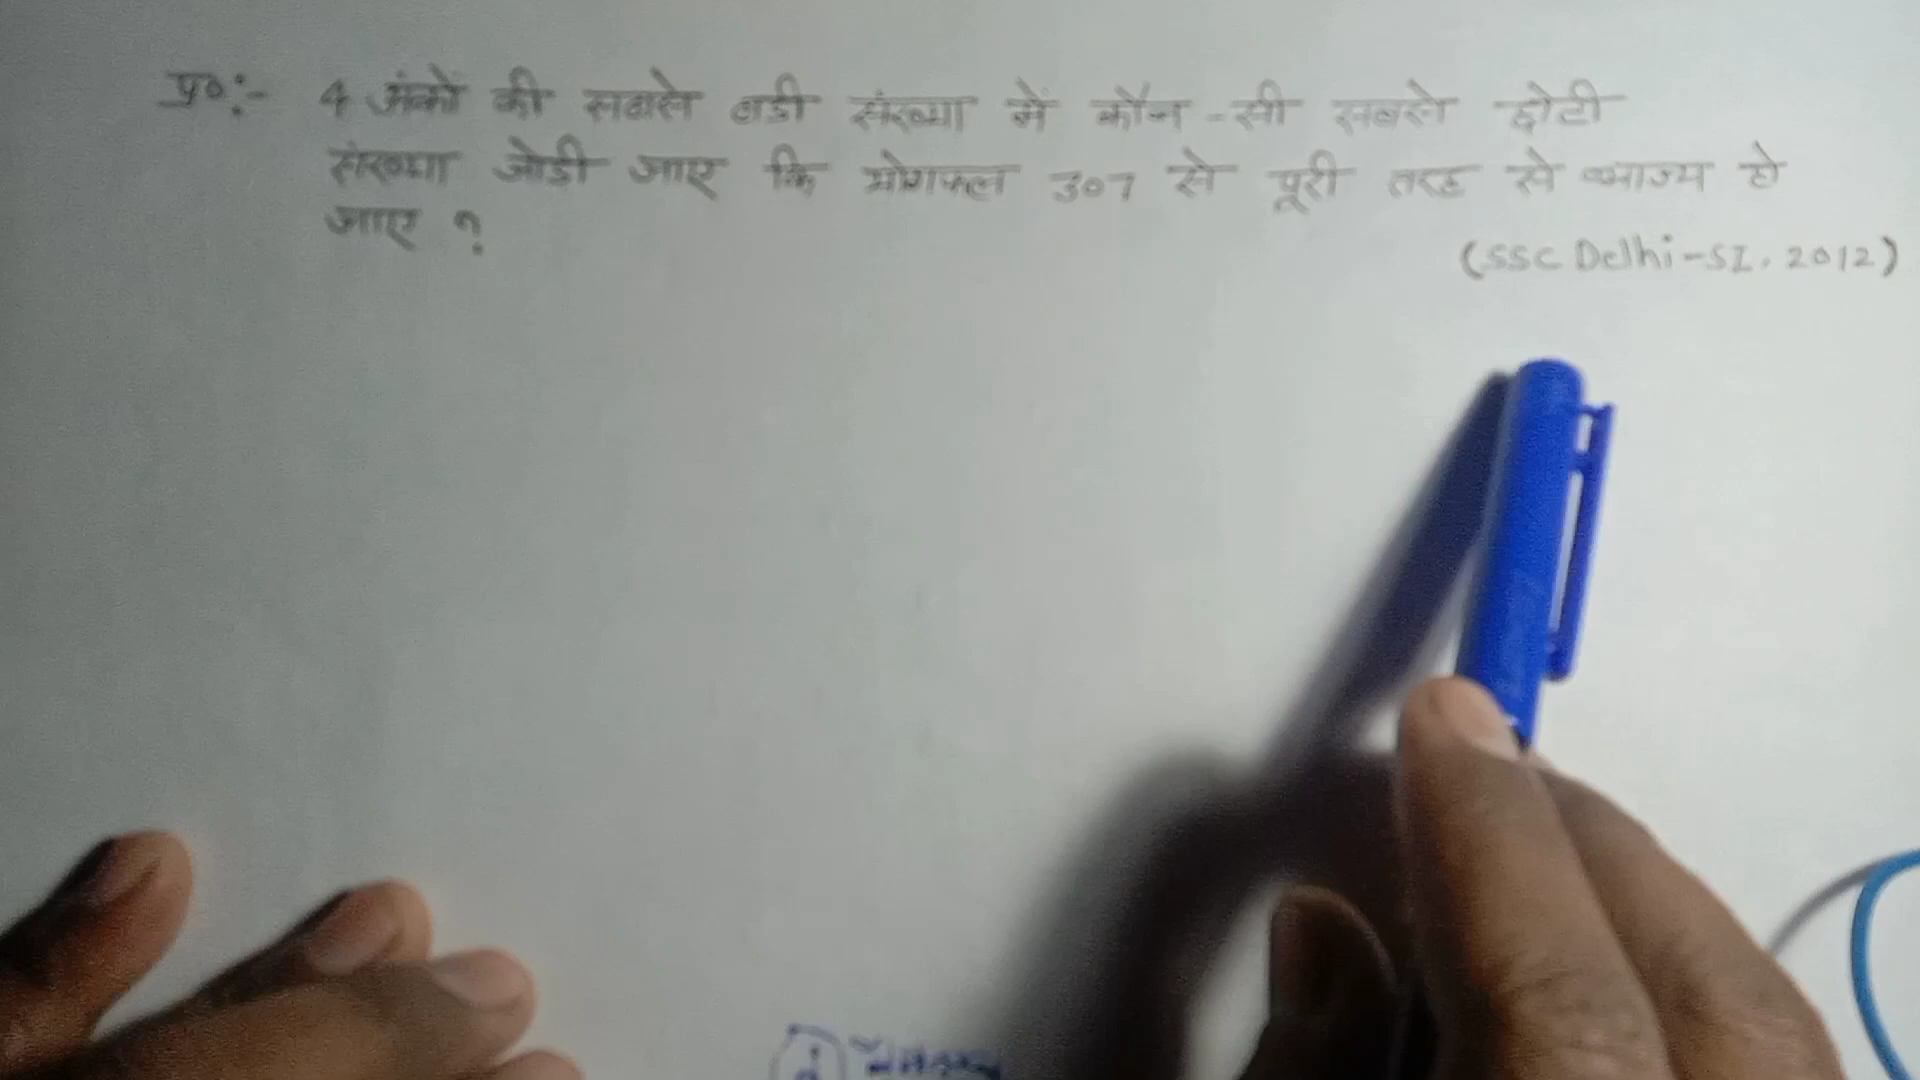 प्र०:- 4 अंकों की सबसे बडी संख्या में कौन-सी सबसे छोटी
संख्या जोडी जाए कि योगफल 307 से पूरी तरह से भाज्य हो
जाए ?
(SSC Delhi-SI. 2012)